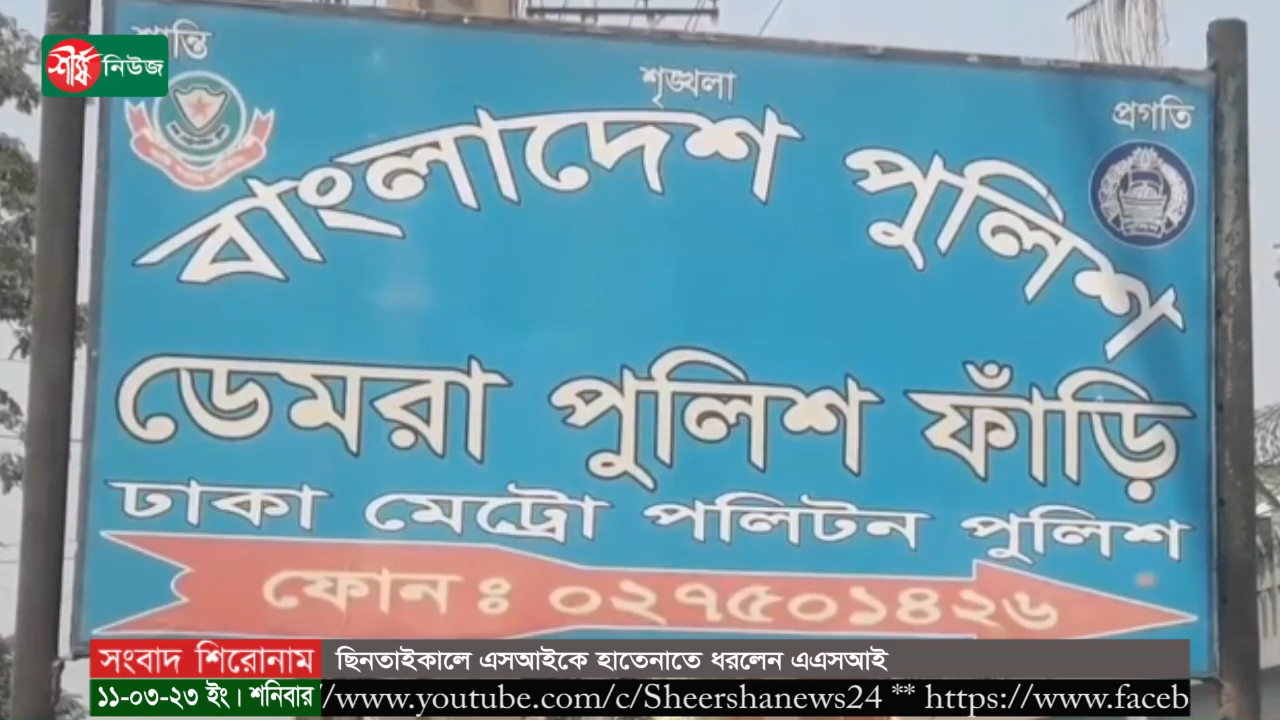 শান্তি
শীর্ষ নিউজ
শৃঙ্খলা
প্রগতি
বাংলাদেশ পুলিশ
ডেমরা পুলিশ ফাঁড়ি
ঢাকা মেট্রো পলিটন পুলিশ
ফোন ঃ ০২৭৫০১৪২৬
সংবাদ শিরোনাম ছিনতাইকালে এসআইকে হাতেনাতে ধরলেন এএসআই
১১-০৩-২৩ ইং। শনিবার /www.youtube.com/c/Sheershanews24 ** https://www.faceb